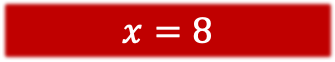 x = 8